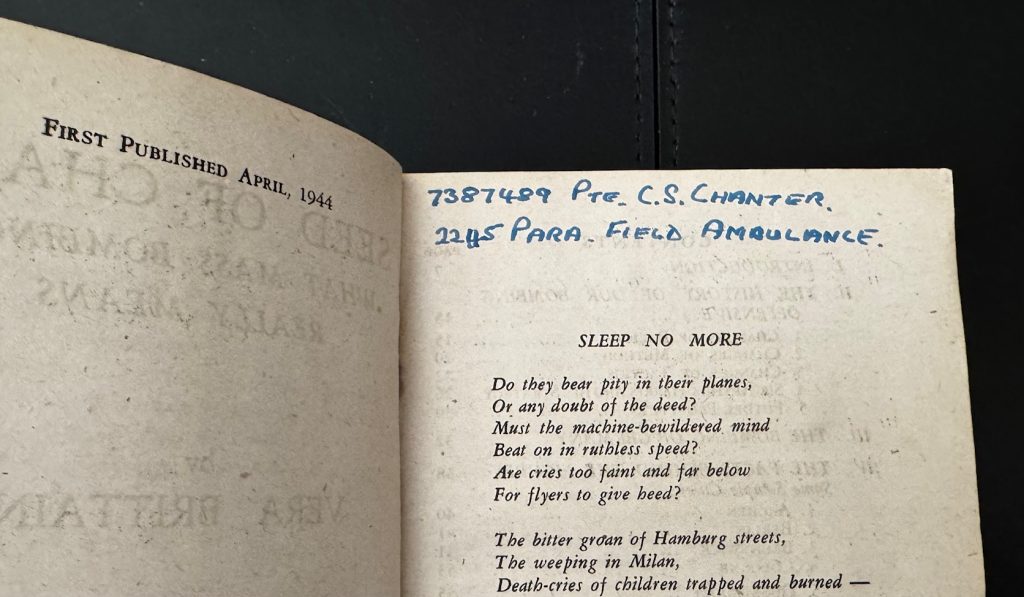 FIRST PUBLISHED APRIL, 1944
7387489 PTE. C.S. CHANTER.
224 PARA FIELD AMBULANCE.
SLEEP NO MORE
Do they bear pity in their planes,
Or any doubt of the deed?
Must the machine-bewildered mind
Beat on in ruthless speed?
Are cries too faint and far below
For flyers to give heed?
The bitter groan of Hamburg streets,
The weeping in Milan,
Death-cries of children trapped and burned —